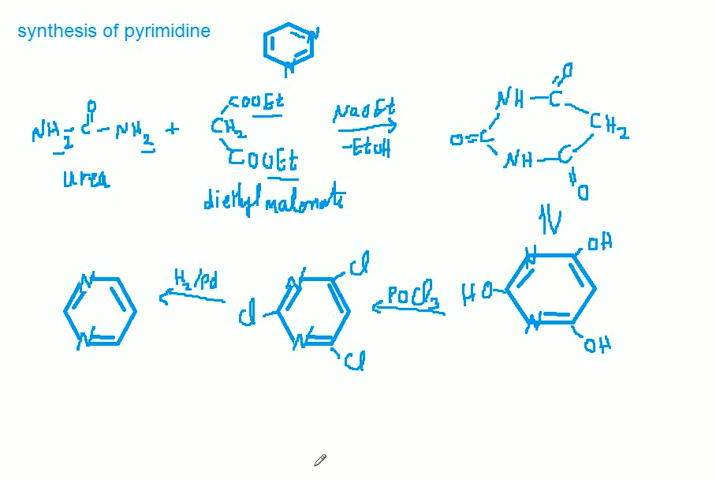 synthesis of pyrimidine
N
N
NH2-C-NH2 +
O
COOEt
CH2
COOEt
NaOEt
-EtOH
NH-C
O
O=C
CH2
NH-C
O
urea
diethyl malonate
N
OH
HO
N
OH
POCl3
N
Cl
Cl
N
Cl
H2/pd
N
N